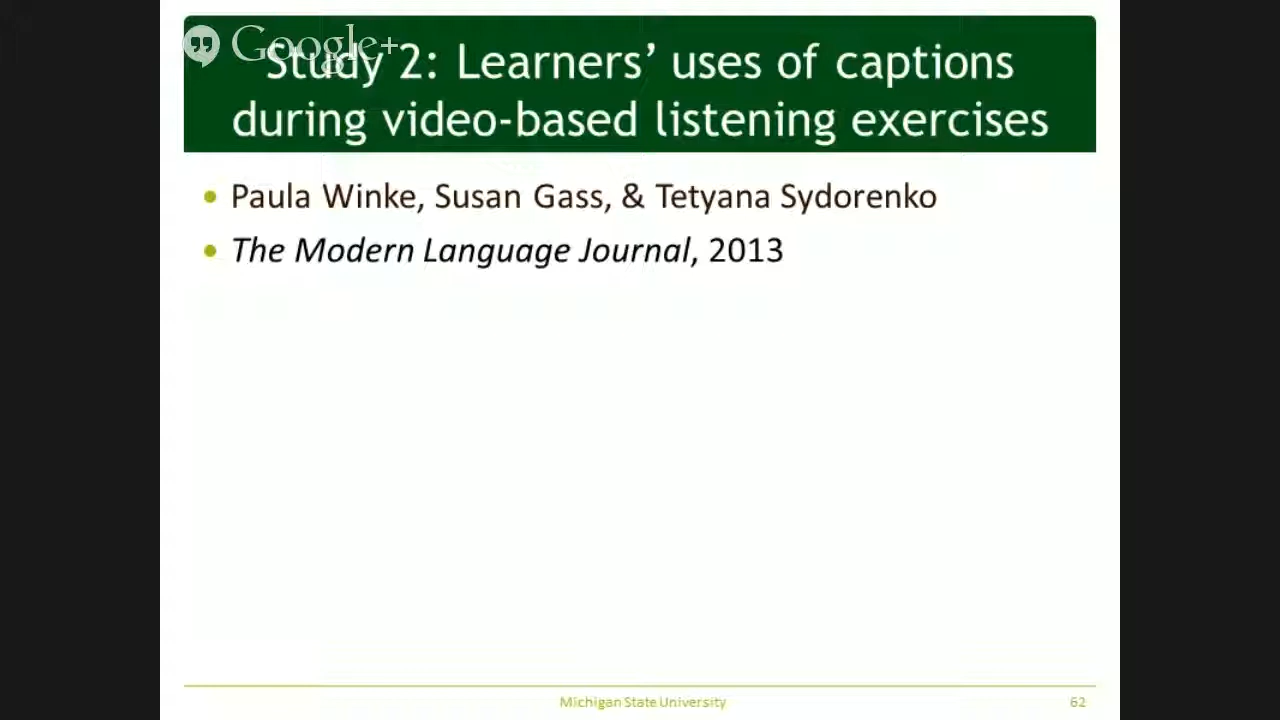 Google+
Study 2: Learners’ uses of captions
during video-based listening exercises
• Paula Winke, Susan Gass, & Tetyana Sydorenko
• The Modern Language Journal, 2013
Michigan State University
62